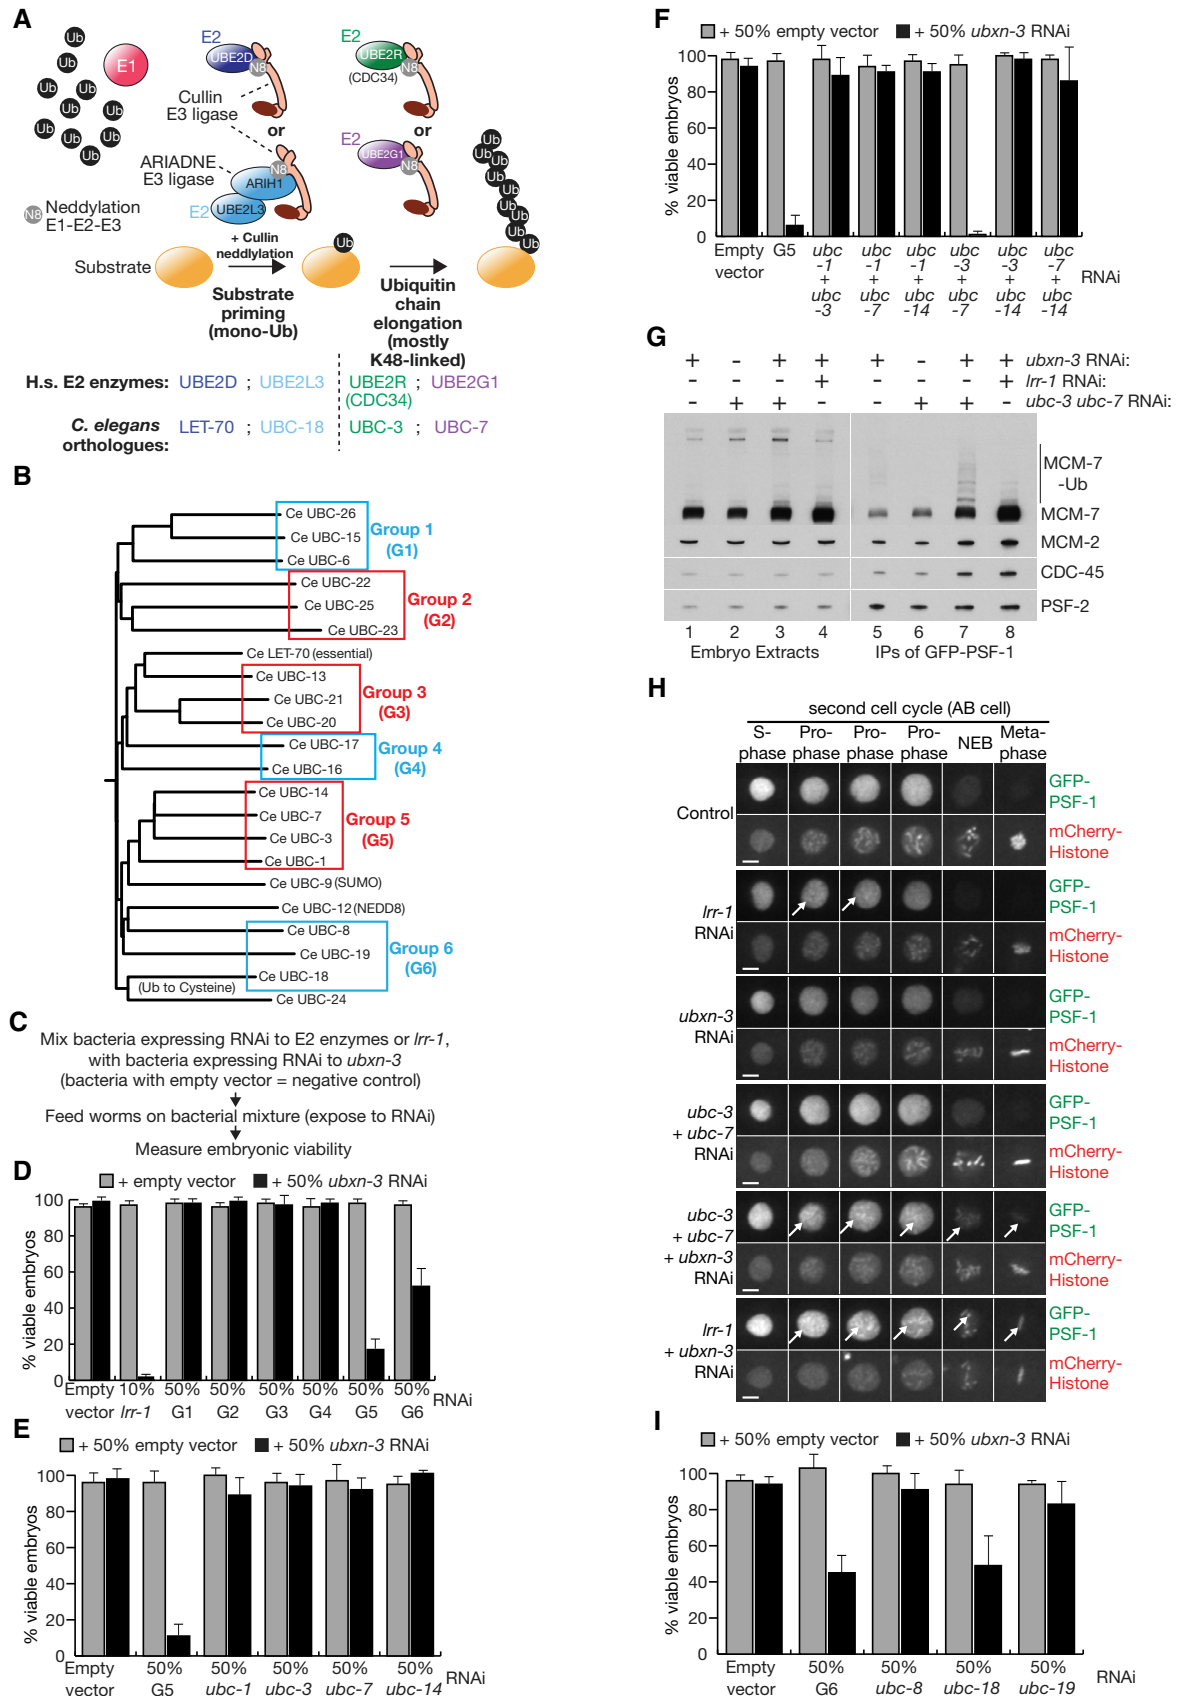 A
Ub
Ub
Ub
Ub
Ub
Ub
Ub
Ub
Ub
E1
E2
UBE2D
N8
Cullin
E3 ligase
or
ARIADNE
E3 ligase
N8
ARIH1
E2
UBE2L3
N8
Neddylation
E1-E2-E3
E2
UBE2R
N8
(CDC34)
or
E2
UBE2G1
N8
Ub
Ub
Ub
Ub
Ub
Ub
Ub
Ub
Substrate
+ Cullin
neddlylation
Ub
Substrate
priming
(mono-Ub)
Ubiquitin
chain
elongation
(mostly
K48-linked)
H.s. E2 enzymes: UBE2D ; UBE2L3 UBE2R ; UBE2G1
(CDC34)
C. elegans
orthologues: LET-70 ; UBC-18 UBC-3 ; UBC-7
B
Ce UBC-26
Ce UBC-15
Ce UBC-6
Group 1
(G1)
Ce UBC-22
Ce UBC-25
Ce UBC-23
Group 2
(G2)
Ce LET-70 (essential)
Ce UBC-13
Ce UBC-21
Ce UBC-20
Group 3
(G3)
Ce UBC-17
Ce UBC-16
Group 4
(G4)
Ce UBC-14
Ce UBC-7
Ce UBC-3
Ce UBC-1
Group 5
(G5)
Ce UBC-9 (SUMO)
Ce UBC-12 (NEDD8)
Ce UBC-8
Ce UBC-19
Ce UBC-18
Group 6
(G6)
(Ub to Cysteine)
Ce UBC-24
C
Mix bacteria expressing RNAi to E2 enzymes or lrr-1,
with bacteria expressing RNAi to ubxn-3
(bacteria with empty vector = negative control)
Feed worms on bacterial mixture (expose to RNAi)
Measure embryonic viability
D
+ empty vector + 50% ubxn-3 RNAi
% viable embryos
100
80
60
40
20
0
Empty 10% 50% 50% 50% 50% 50% 50% RNAi
vector lrr-1 G1 G2 G3 G4 G5 G6
E
+ 50% empty vector + 50% ubxn-3 RNAi
% viable embryos
100
80
60
40
20
0
Empty 50% 50% 50% 50% 50% RNAi
vector G5 ubc-1 ubc-3 ubc-7 ubc-14
F
+ 50% empty vector + 50% ubxn-3 RNAi
% viable embryos
100
80
60
40
20
0
Empty G5 ubc ubc ubc ubc ubc ubc
vector -1 -1 -1 -3 -3 -7
+ + + + + + RNAi
ubc ubc ubc ubc ubc ubc
-3 -7 -14 -7 -14 -14
G
+ - + + + - + + ubxn-3 RNAi:
- - - + - - - + lrr-1 RNAi:
- + + - - + + - ubc-3 ubc-7 RNAi:
MCM-7
-Ub
MCM-7
MCM-2
CDC-45
PSF-2
1 2 3 4 5 6 7 8
Embryo Extracts IPs of GFP-PSF-1
H
second cell cycle (AB cell)
S-
phase
Pro-
phase
Pro-
phase
Pro-
phase
NEB
Meta-
phase
Control
GFP-
PSF-1
mCherry-
Histone
lrr-1
RNAi
GFP-
PSF-1
mCherry-
Histone
ubxn-3
RNAi
GFP-
PSF-1
mCherry-
Histone
ubc-3
+ ubc-7
RNAi
GFP-
PSF-1
mCherry-
Histone
ubc-3
+ ubc-7
+ ubxn-3
RNAi
GFP-
PSF-1
mCherry-
Histone
lrr-1
+ ubxn-3
RNAi
GFP-
PSF-1
mCherry-
Histone
I
+ 50% empty vector + 50% ubxn-3 RNAi
% viable embryos
100
80
60
40
20
0
Empty 50% 50% 50% 50% RNAi
vector G6 ubc-8 ubc-18 ubc-19